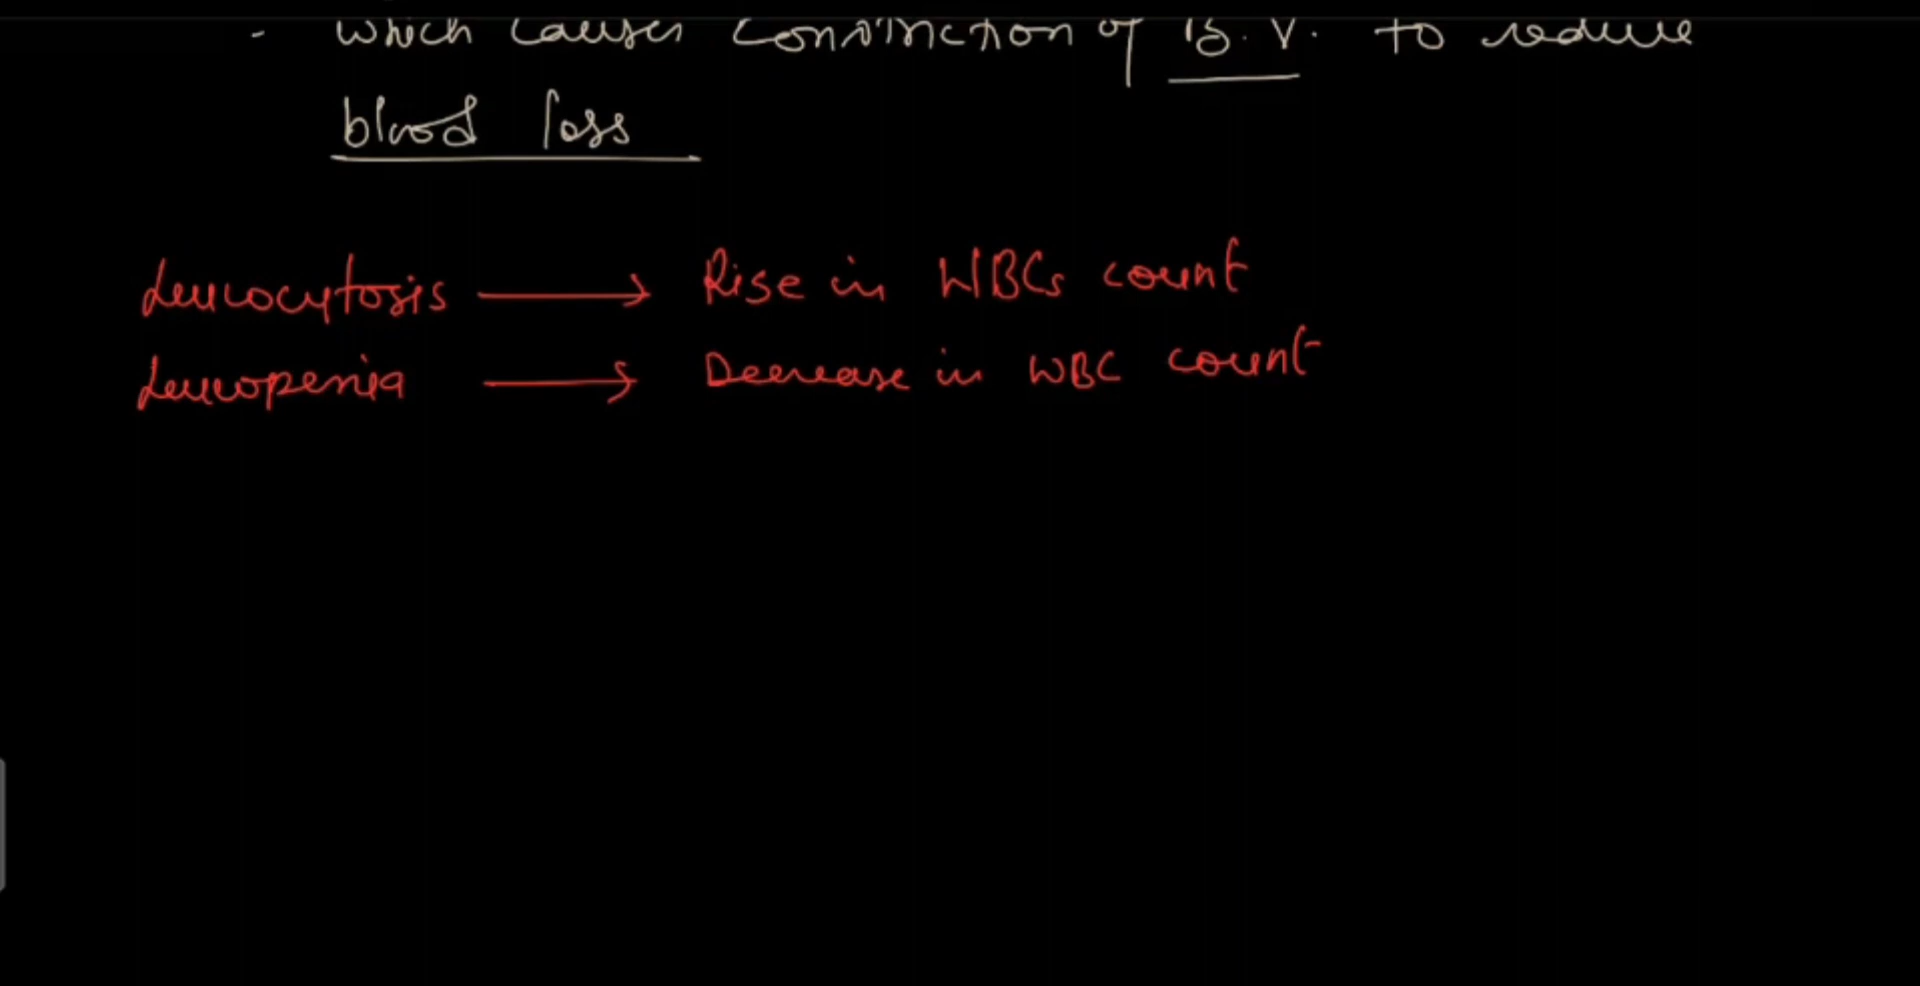 - which causes constriction of B.V. to reduce
blood loss
Leucocytosis → Rise in WBCs count
Leucopenia → Decrease in WBC count